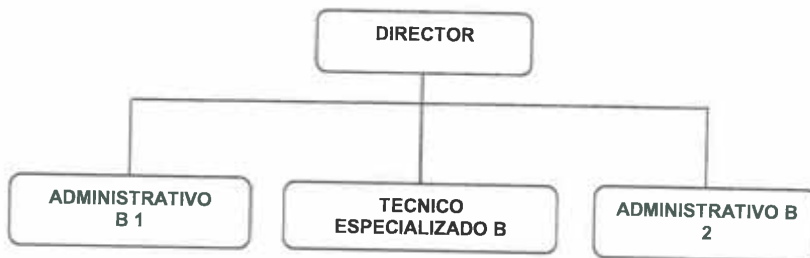 DIRECTOR
ADMINISTRATIVO
B 1
TECNICO
ESPECIALIZADO B
ADMINISTRATIVO B
2